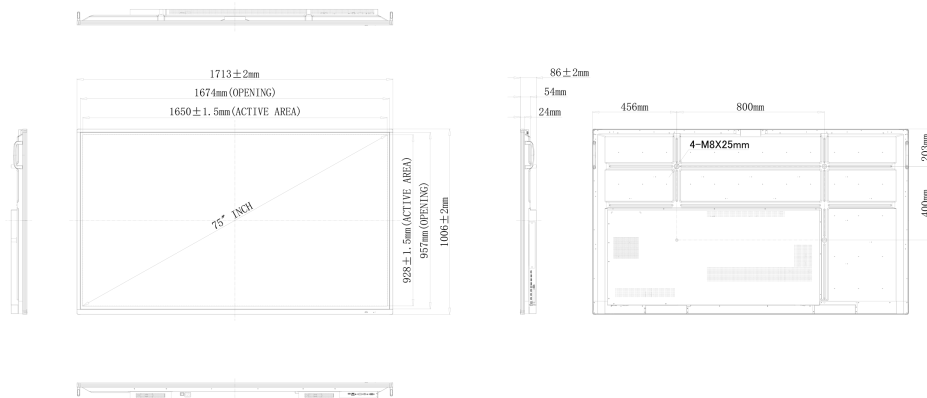 1713±2mm
1674mm(OPENING)
1650±1.5mm(ACTIVE AREA)
75" INCH
928±1.5mm(ACTIVE AREA)
957mm(OPENING)
1006±2mm
86±2mm
54mm
24mm
456mm
800mm
4-M8X25mm
203mm
400mm